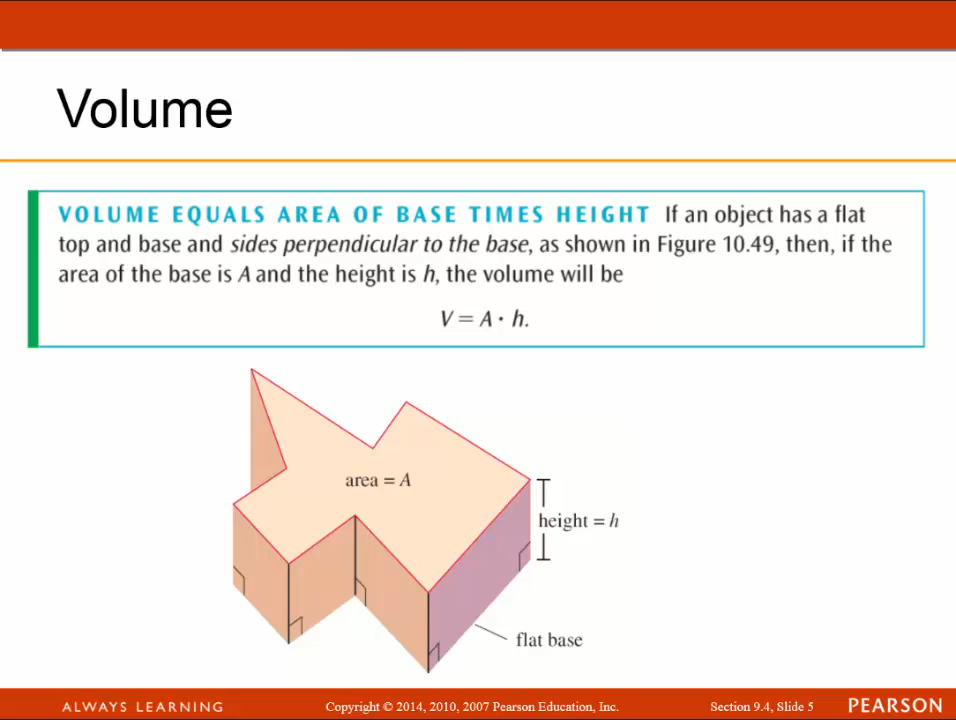 Volume
VOLUME EQUALS AREA OF BASE TIMES HEIGHT If an object has a flat
top and base and sides perpendicular to the base, as shown in Figure 10.49, then, if the
area of the base is A and the height is h, the volume will be
V = A · h.
area = A
height = h
flat base
ALWAYS LEARNING Copyright © 2014, 2010, 2007 Pearson Education, Inc. Section 9.4, Slide 5 PEARSON